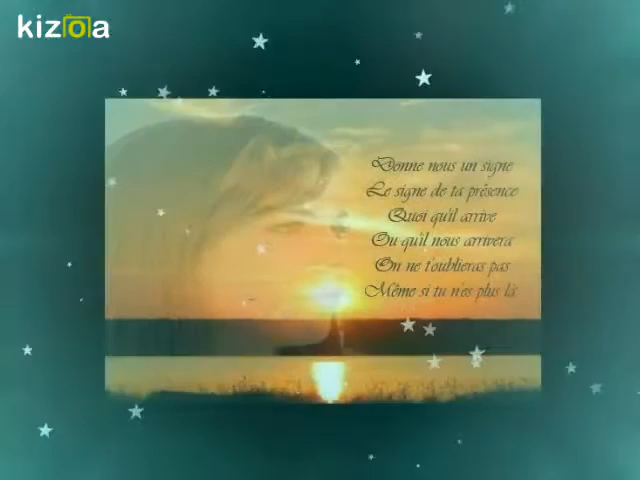 kizoa
Donne nous un signe
Le signe de ta présence
Quoi qu'il arrive
Ou qu'il nous arrivera
On ne t'oublieras pas
Même si tu n'es plus là